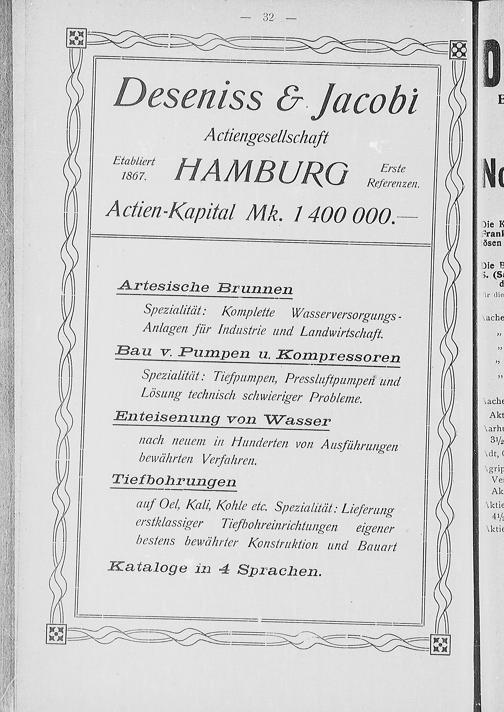 — 32 —
Deseniss & Jacobi
Actiengesellschaft
Etabliert
1867.
HAMBURG
Erste
Referenzen.
Actien-Kapital Mk. 1 400 000.—
Artesische Brunnen
Spezialität: Komplette Wasserversorgungs-
Anlagen für Industrie und Landwirtschaft.
Bau v. Pumpen u. Kompressoren
Spezialität: Tiefpumpen, Pressluftpumpen und
Lösung technisch schwieriger Probleme.
Enteisenung von Wasser
nach neuem in Hunderten von Ausführungen
bewährten Verfahren.
Tiefbohrungen
auf Oel, Kali, Kohle etc. Spezialität: Lieferung
erstklassiger Tiefbohreinrichtungen eigener
bestens bewährter Konstruktion und Bauart
Kataloge in 4 Sprachen.